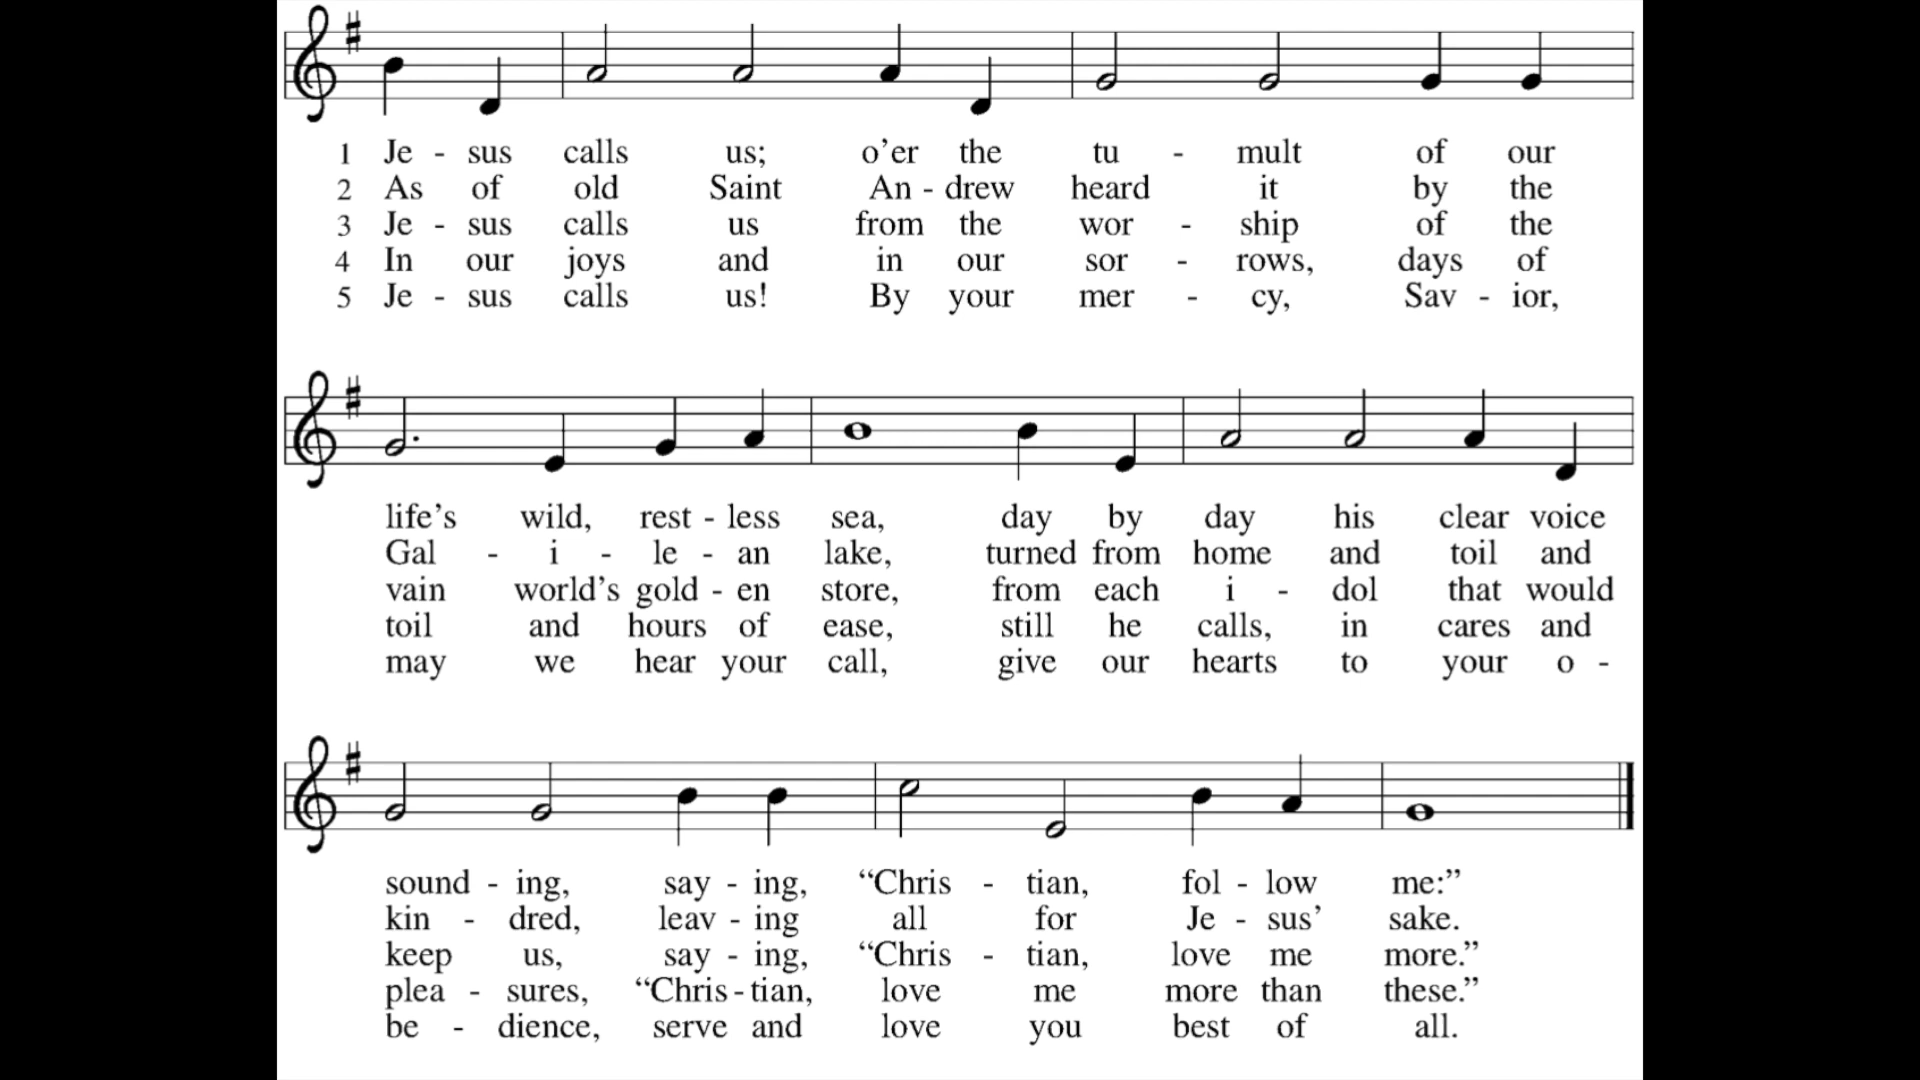 1 Je - sus calls us; o’er the tu - mult of our
2 As of old Saint An - drew heard it by the
3 Je - sus calls us from the wor - ship of the
4 In our joys and in our sor - rows, days of
5 Je - sus calls us! By your mer - cy, Sav - ior,
life’s wild, rest - less sea, day by day his clear voice
Gal - i - le - an lake, turned from home and toil and
vain world’s gold - en store, from each i - dol that would
toil and hours of ease, still he calls, in cares and
may we hear your call, give our hearts to your o -
sound - ing, say - ing, “Chris - tian, fol - low me:”
kin - dred, leav - ing all for Je - sus’ sake.
keep us, say - ing, “Chris - tian, love me more.”
plea - sures, “Chris - tian, love me more than these.”
be - dience, serve and love you best of all.